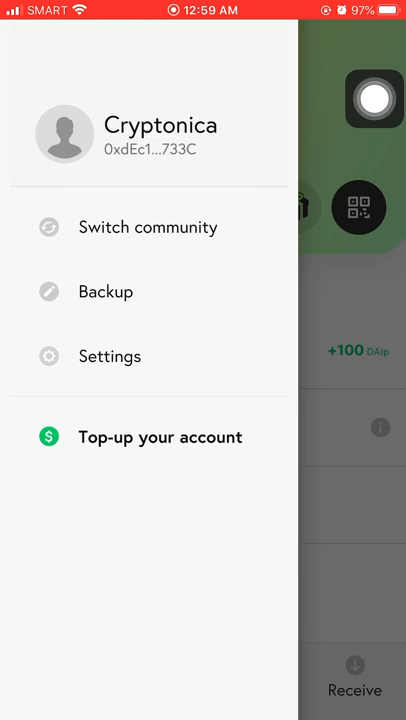 SMART 12:59 AM 97%
Cryptonica
0xdEc1...733C
Switch community
Backup
Settings
+100 DAIp
Top-up your account
Receive